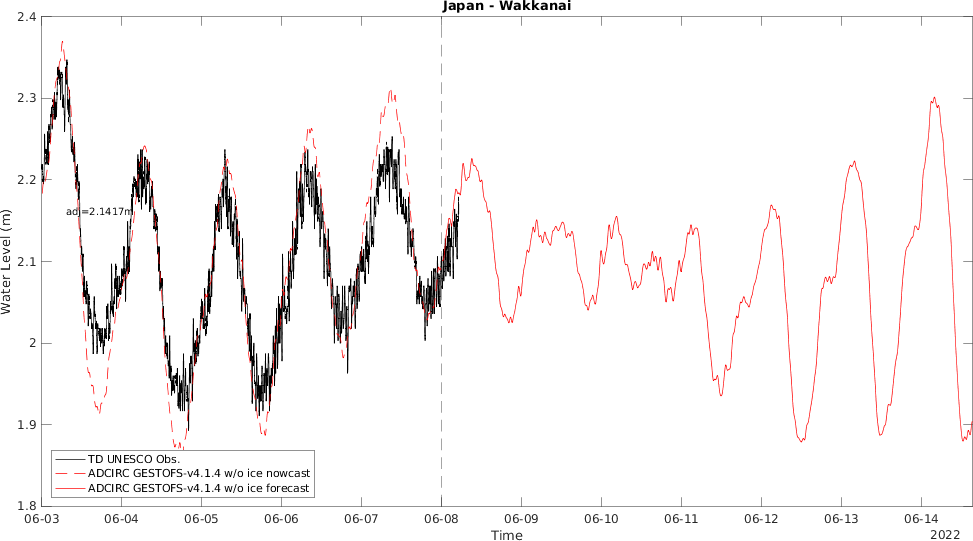 Japan - Wakkanai
2.4
2.3
2.2
2.1
2
1.9
1.8
Water Level (m)
adj=2.1417m
TD UNESCO Obs.
ADCIRC GESTOFS-v4.1.4 w/o ice nowcast
ADCIRC GESTOFS-v4.1.4 w/o ice forecast
06-03 06-04 06-05 06-06 06-07 06-08 06-09 06-10 06-11 06-12 06-13 06-14
Time
2022